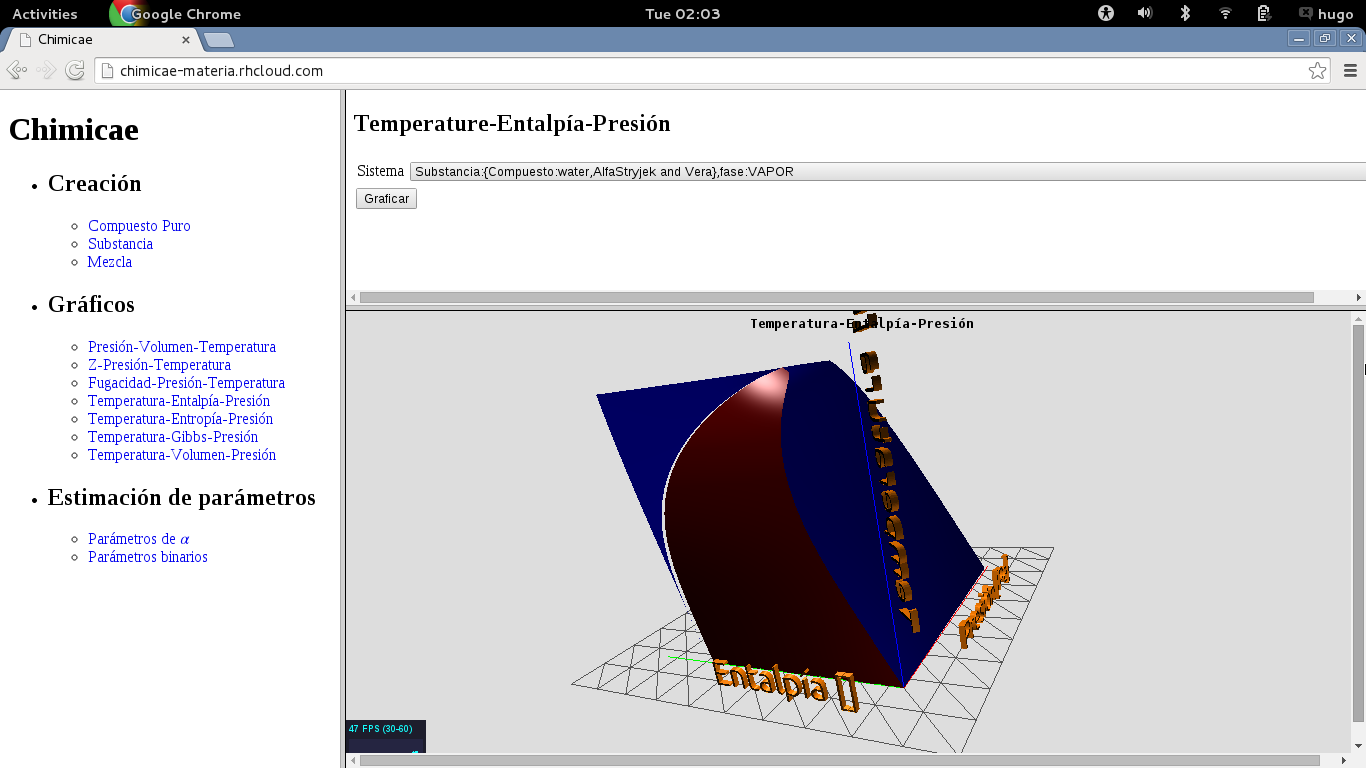 Activities
Google Chrome
Tue 02:03
hugo
Chimicae
chimicae-materia.rhcloud.com
Chimicae
Creación
Compuesto Puro
Substancia
Mezcla
Gráficos
Presión-Volumen-Temperatura
Z-Presión-Temperatura
Fugacidad-Presión-Temperatura
Temperatura-Entalpía-Presión
Temperatura-Entropía-Presión
Temperatura-Gibbs-Presión
Temperatura-Volumen-Presión
Estimación de parámetros
Parámetros de α
Parámetros binarios
Temperature-Entalpía-Presión
Sistema
Substancia:{Compuesto:water,AlfaStryjek and Vera},fase:VAPOR
Graficar
Temperatura-Entalpía-Presión
Entalpía []
47 FPS (30-60)